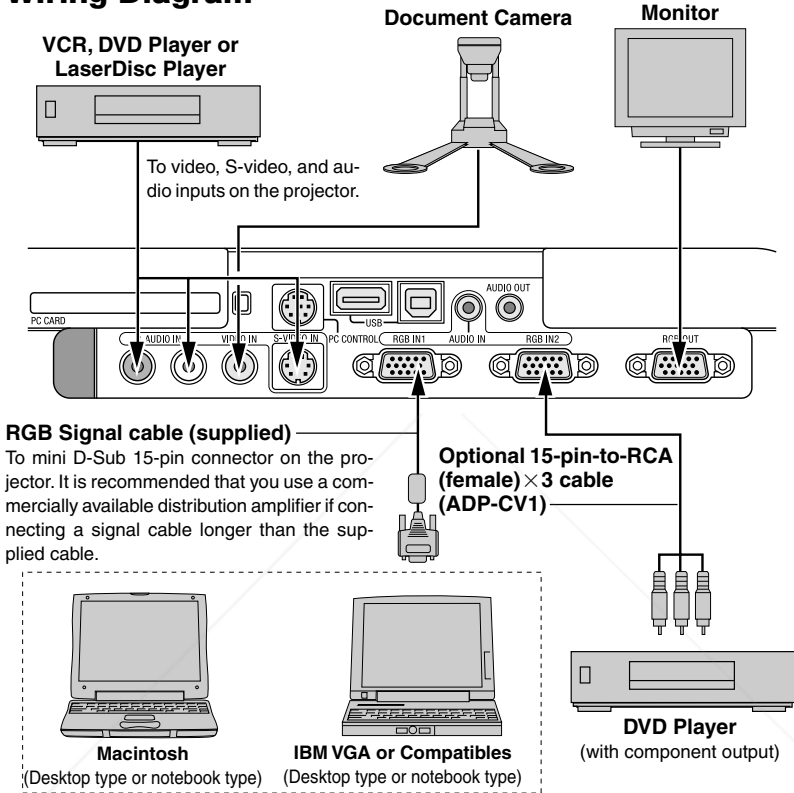 Wiring Diagram
Document Camera
Monitor
VCR, DVD Player or
LaserDisc Player
To video, S-video, and au-
dio inputs on the projector.
AUDIO OUT
PC CARD
USB
AUDIO IN
VIDEO IN
S-VIDEO IN
PC CONTROL
RGB IN1
AUDIO IN
RGB IN2
RGB OUT
RGB Signal cable (supplied)
To mini D-Sub 15-pin connector on the pro-
jector. It is recommended that you use a com-
mercially available distribution amplifier if con-
necting a signal cable longer than the sup-
plied cable.
Optional 15-pin-to-RCA
(female)×3 cable
(ADP-CV1)
Macintosh
(Desktop type or notebook type)
IBM VGA or Compatibles
(Desktop type or notebook type)
DVD Player
(with component output)